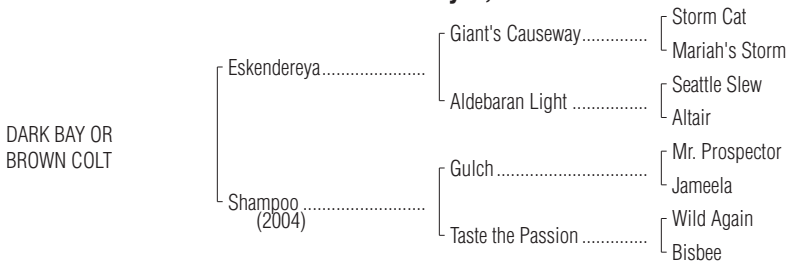 Storm Cat
Giant's Causeway..............
Mariah's Storm
Eskendereya......................
Seattle Slew
Aldebaran Light ................
Altair
DARK BAY OR
BROWN COLT
Mr. Prospector
Gulch ................................
Jameela
Shampoo ..........................
(2004)
Wild Again
Taste the Passion ..............
Bisbee